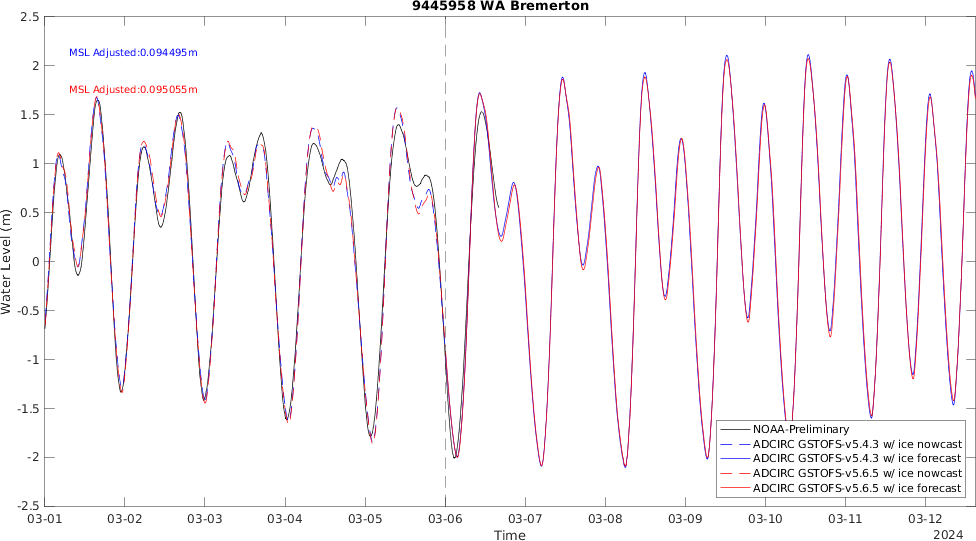 9445958 WA Bremerton
2.5
2
1.5
1
0.5
0
-0.5
-1
-1.5
-2
-2.5
Water Level (m)
MSL Adjusted:0.094495m
MSL Adjusted:0.095055m
NOAA-Preliminary
ADCIRC GSTOFS-v5.4.3 w/ ice nowcast
ADCIRC GSTOFS-v5.4.3 w/ ice forecast
ADCIRC GSTOFS-v5.6.5 w/ ice nowcast
ADCIRC GSTOFS-v5.6.5 w/ ice forecast
03-01 03-02 03-03 03-04 03-05 03-06 03-07 03-08 03-09 03-10 03-11 03-12
Time
2024